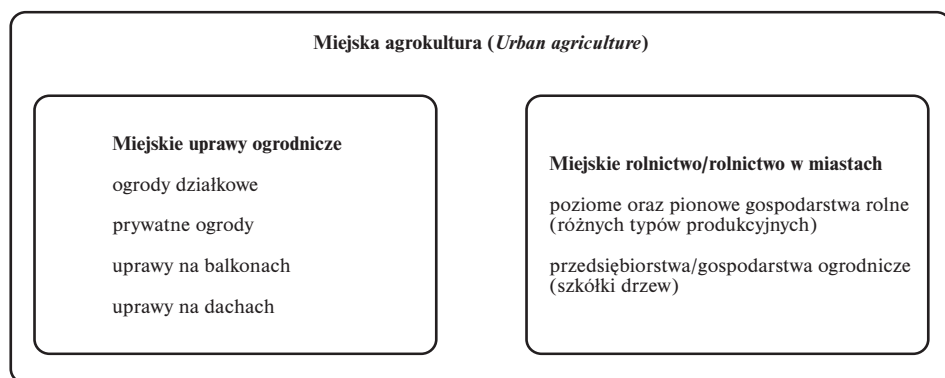 Miejska agrokultura (Urban agriculture)
Miejskie uprawy ogrodnicze
ogrody działkowe
prywatne ogrody
uprawy na balkonach
uprawy na dachach
Miejskie rolnictwo/rolnictwo w miastach
poziome oraz pionowe gospodarstwa rolne
(różnych typów produkcyjnych)
przedsiębiorstwa/gospodarstwa ogrodnicze
(szkółki drzew)